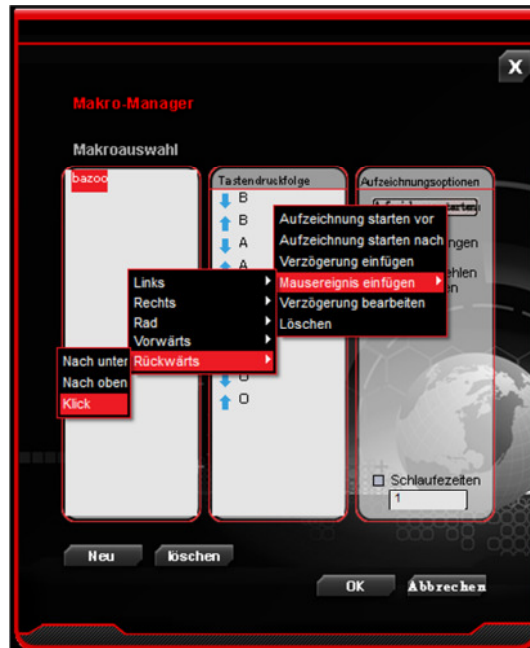 X
Makro-Manager
Makroauswahl
bazoo
Tastendruckfolge
B
B
A
A
O
O
Aufzeichnungsoptionen
Aufzeichnung starten vor
Aufzeichnung starten nach
Verzögerung einfügen
Mausereignis einfügen
Verzögerung bearbeiten
Löschen
Links
Rechts
Rad
Vorwärts
Rückwärts
Nach unter
Nach oben
Klick
Schlaufezeiten
1
Neu
löschen
OK
Abbrechen